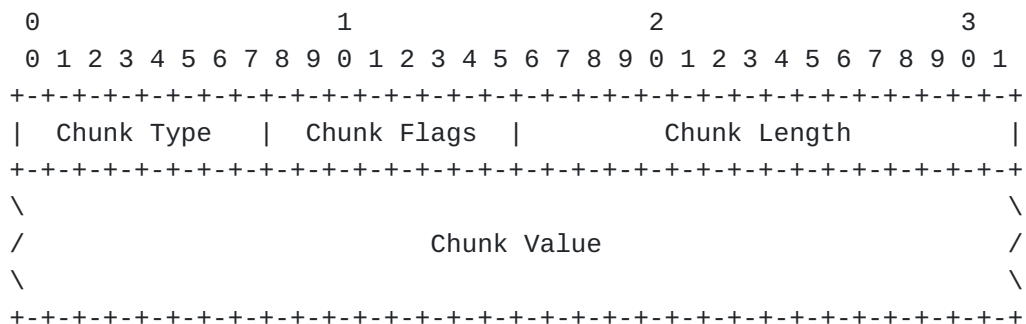 0                   1                   2                   3
 0 1 2 3 4 5 6 7 8 9 0 1 2 3 4 5 6 7 8 9 0 1 2 3 4 5 6 7 8 9 0 1
+-+-+-+-+-+-+-+-+-+-+-+-+-+-+-+-+-+-+-+-+-+-+-+-+-+-+-+-+-+-+-+-+
|  Chunk Type   |  Chunk Flags  |         Chunk Length          |
+-+-+-+-+-+-+-+-+-+-+-+-+-+-+-+-+-+-+-+-+-+-+-+-+-+-+-+-+-+-+-+-+
\                                                               \
/                          Chunk Value                          /
\                                                               \
+-+-+-+-+-+-+-+-+-+-+-+-+-+-+-+-+-+-+-+-+-+-+-+-+-+-+-+-+-+-+-+-+